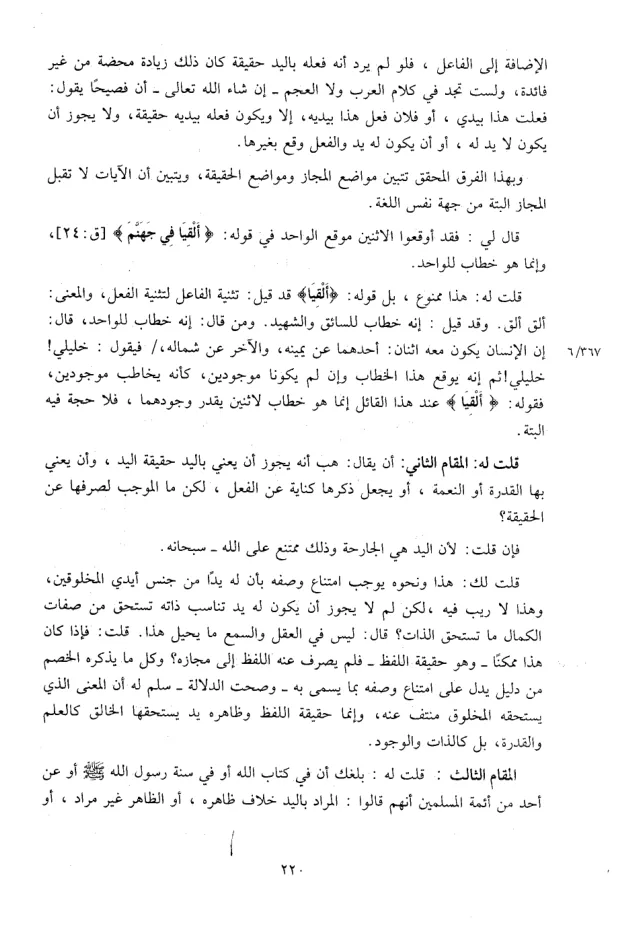 الإضافة إلى الفاعل ، فلو لم يرد أنه فعله باليد حقيقة كان ذلك زيادة محضة من غير
فائدة، ولست تجد في كلام العرب ولا العجم ـ إن شاء الله تعالى ـ أن فصيحًا يقول:
فعلت هذا بيدي ، أو فلان فعل هذا بيديه، إلا ويكون فعله بيديه حقيقة، ولا يجوز أن
يكون لا يد له ، أو أن يكون له يد والفعل وقع بغيرها.
وبهذا الفرق المحقق تتبين مواضع المجاز ومواضع الحقيقة، ويتبين أن الآيات لا تقبل
المجاز البتة من جهة نفس اللغة.
قال لي : فقد أوقعوا الاثنين موقع الواحد في قوله: ﴿ أَلْقِيَا فِي جَهَنَّمَ ﴾ [ق:٢٤]،
وإنما هو خطاب للواحد.
قلت له: هذا ممنوع ، بل قوله: ﴿أَلْقِيَا﴾ قد قيل: تثنية الفاعل لتثنية الفعل، والمعنى:
ألق ألق. وقد قيل : إنه خطاب للسائق والشهيد. ومن قال: إنه خطاب للواحد، قال:
٦/٣٦٧ إن الإنسان يكون معه اثنان: أحدهما عن يمينه، والآخر عن شماله،/ فيقول : خليلي!
خليلي!ثم إنه يوقع هذا الخطاب وإن لم يكونا موجودين، كأنه يخاطب موجودين،
فقوله: ﴿ أَلْقِيَا ﴾ عند هذا القائل إنما هو خطاب لاثنين يقدر وجودهما ، فلا حجة فيه
البتة.
قلت له: المقام الثاني: أن يقال: هب أنه يجوز أن يعني باليد حقيقة اليد ، وأن يعني
بها القدرة أو النعمة ، أو يجعل ذكرها كناية عن الفعل ، لكن ما الموجب لصرفها عن
الحقيقة؟
فإن قلت: لأن اليد هي الجارحة وذلك ممتنع على الله ـ سبحانه.
قلت لك: هذا ونحوه يوجب امتناع وصفه بأن له يدًا من جنس أيدي المخلوقين،
وهذا لا ريب فيه ،لكن لم لا يجوز أن يكون له يد تناسب ذاته تستحق من صفات
الكمال ما تستحق الذات؟ قال: ليس في العقل والسمع ما يحيل هذا. قلت: فإذا كان
هذا ممكنًا ـ وهو حقيقة اللفظ ـ فلم يصرف عنه اللفظ إلى مجازه؟ وكل ما يذكره الخصم
من دليل يدل على امتناع وصفه بما يسمى به ـ وصحت الدلالة ـ سلم له أن المعنى الذي
يستحقه المخلوق منتف عنه، وإنما حقيقة اللفظ وظاهره يد يستحقها الخالق كالعلم
والقدرة، بل كالذات والوجود.
المقام الثالث : قلت له : بلغك أن في كتاب الله أو في سنة رسول الله ﷺ أو عن
أحد من أئمة المسلمين أنهم قالوا : المراد باليد خلاف ظاهره ، أو الظاهر غير مراد ، أو
٢٢٠